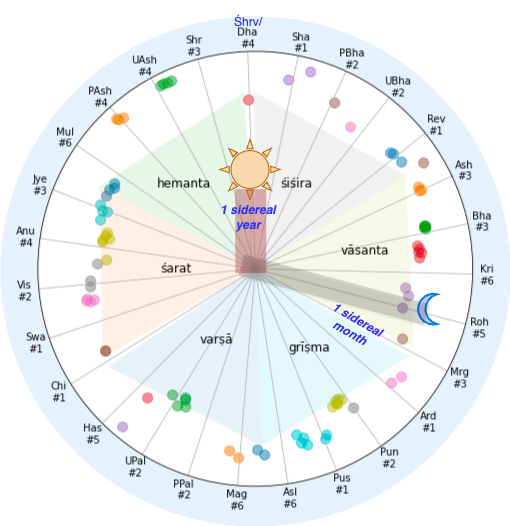 Śhrv/
Dha
#4
Sha
#1
PBha
#2
UBha
#2
Rev
#1
Ash
#3
Bha
#3
Kri
#6
Roh
#5
Mrg
#3
Ard
#1
Pun
#2
Pus
#1
Asl
#6
Mag
#6
PPal
#2
UPal
#2
Has
#5
Chi
#1
Swa
#1
Vis
#2
Anu
#4
Jye
#3
Mul
#6
PAsh
#4
UAsh
#4
Shr
#3
hemanta
śiśira
1 sidereal
year
vāsanta
śarat
1 sidereal
month
varṣā
grīṣma